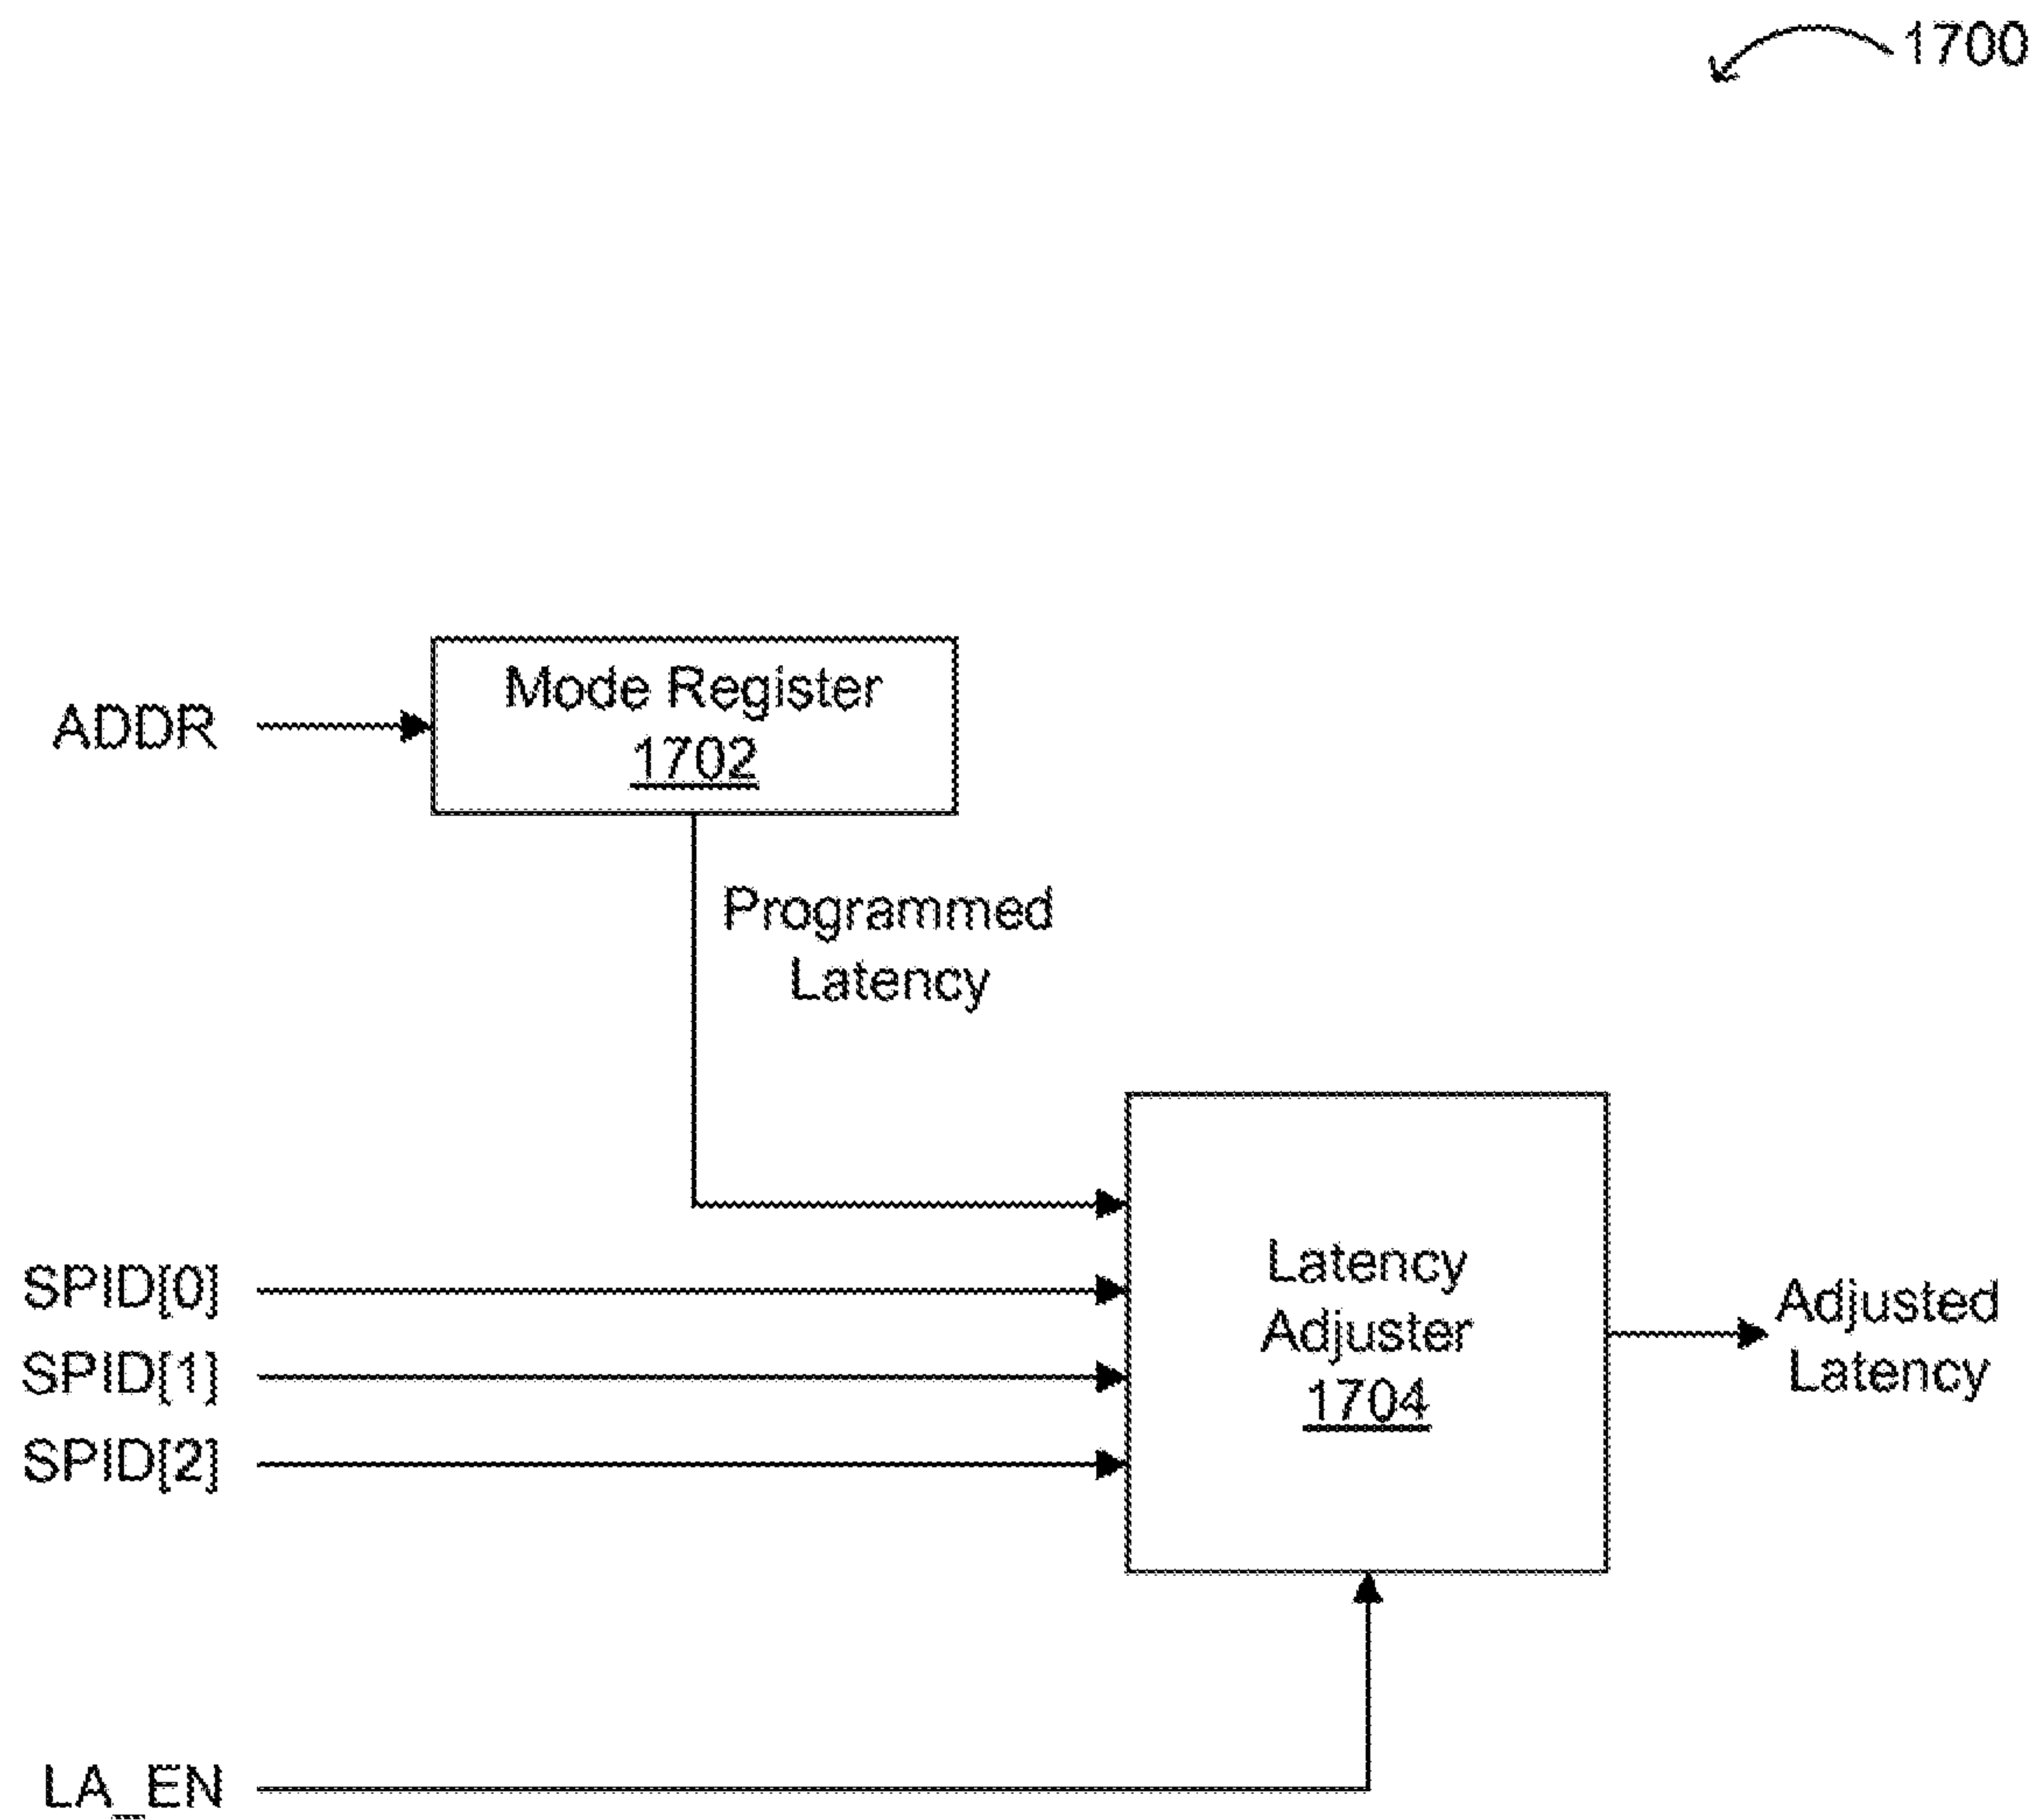 1700
Mode Register
1702
ADDR
Programmed
Latency
SPID[0]
SPID[1]
SPID[2]
Latency
Adjuster
1704
Adjusted
Latency
LA_EN